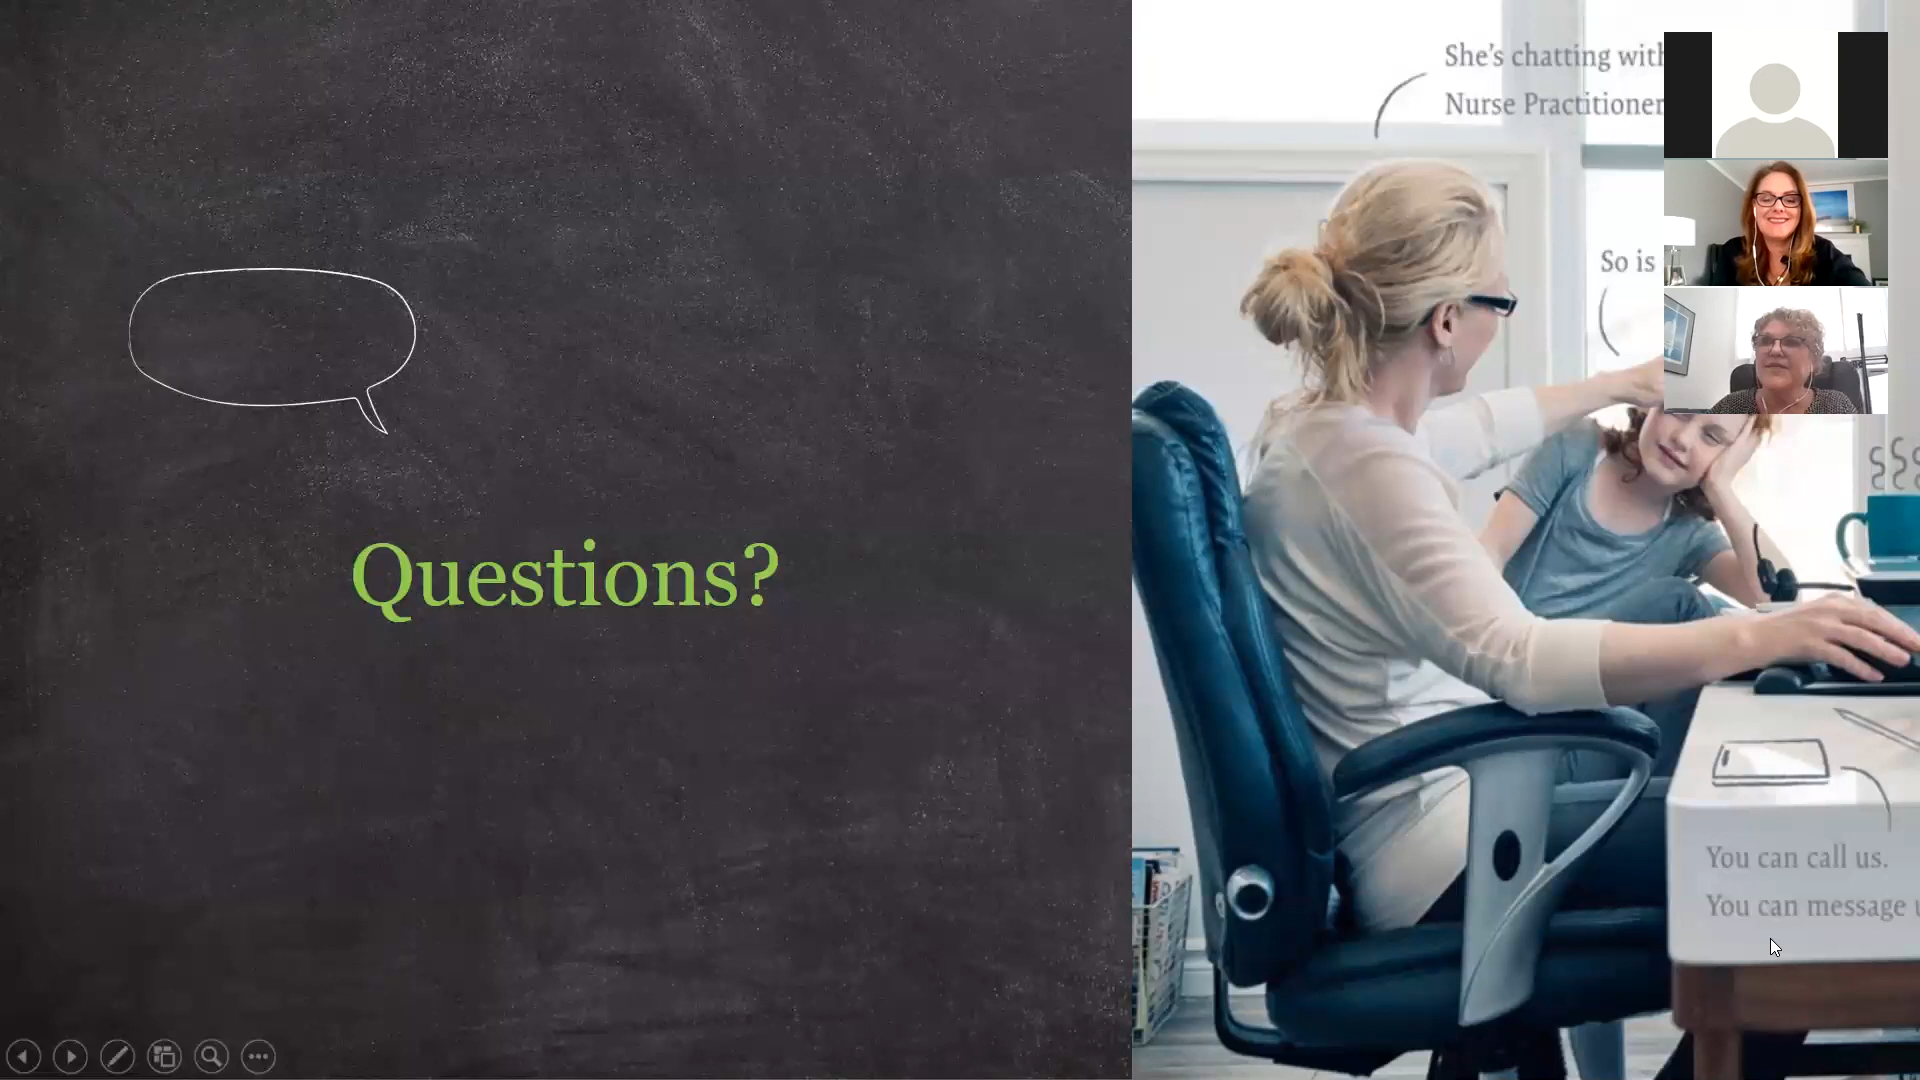 Questions?
She's chatting with
Nurse Practitioner
So is
You can call us.
You can message